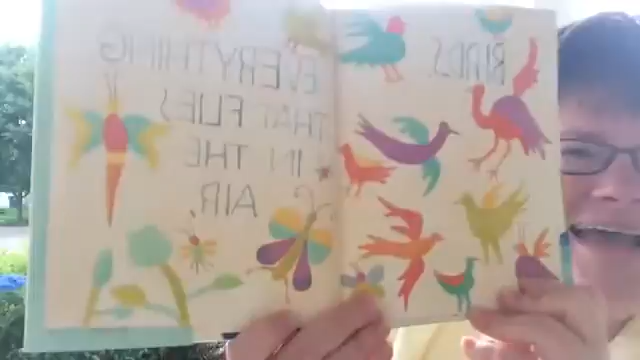 BIRDS.
EVERYTHING
THAT FLIES
IN THE
AIR.